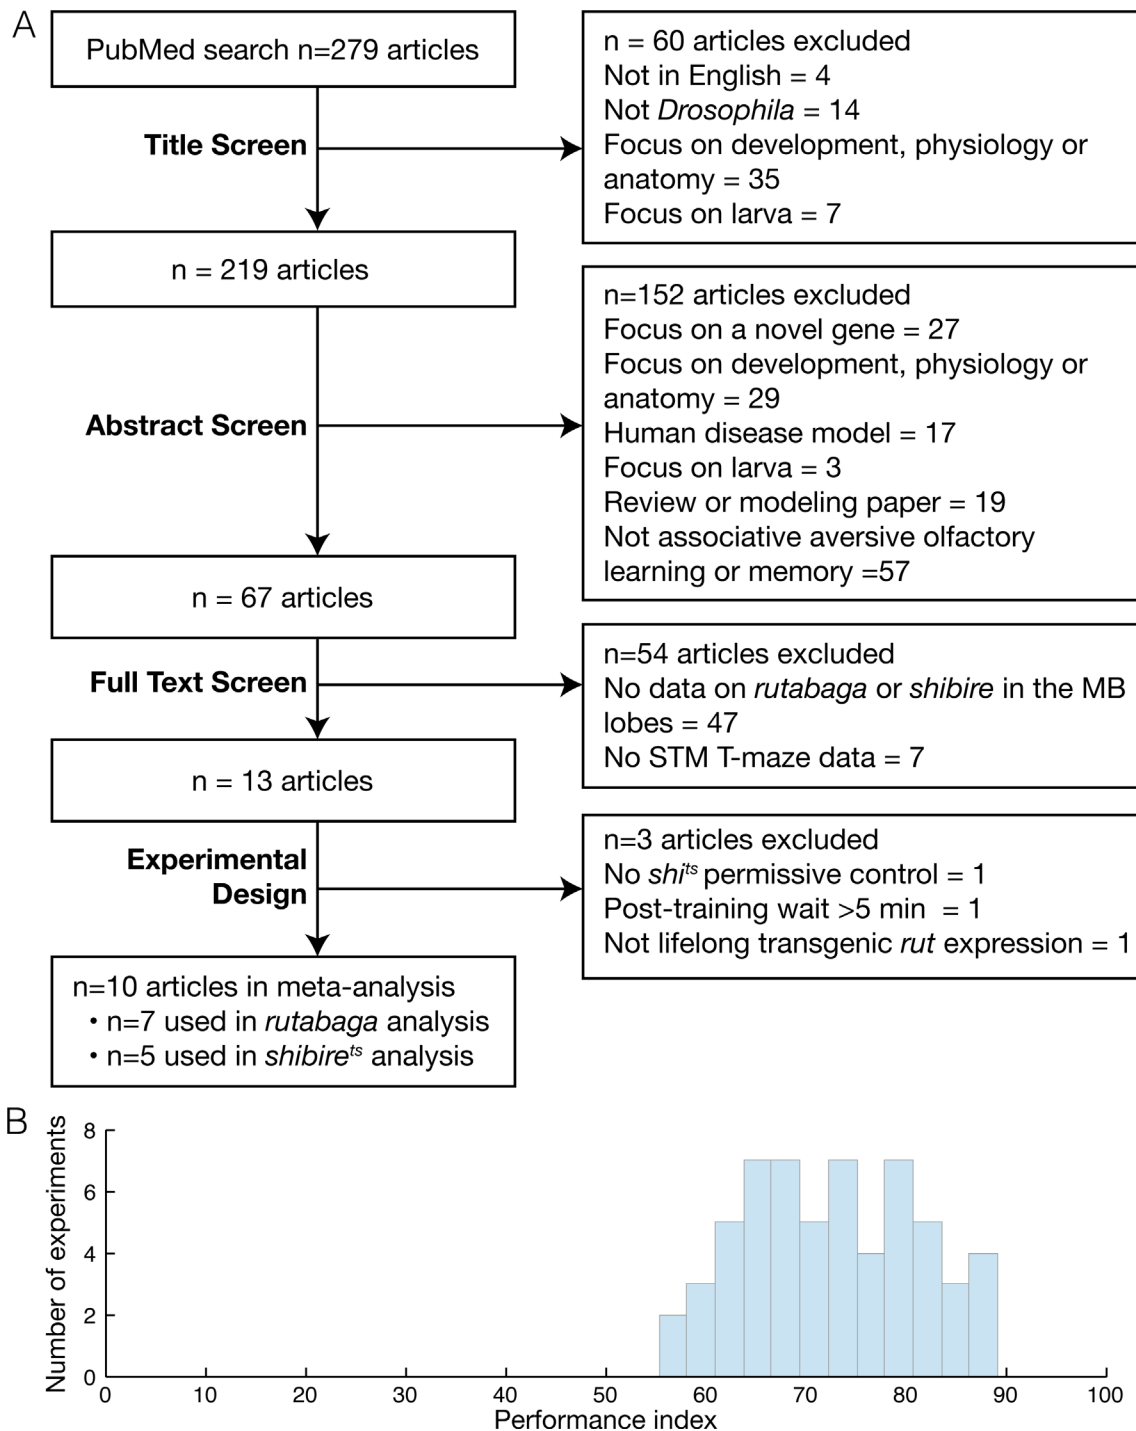 A
PubMed search n=279 articles
Title Screen
n = 60 articles excluded
Not in English = 4
Not Drosophila = 14
Focus on development, physiology or
anatomy = 35
Focus on larva = 7
n = 219 articles
Abstract Screen
n=152 articles excluded
Focus on a novel gene = 27
Focus on development, physiology or
anatomy = 29
Human disease model = 17
Focus on larva = 3
Review or modeling paper = 19
Not associative aversive olfactory
learning or memory =57
n = 67 articles
Full Text Screen
n=54 articles excluded
No data on rutabaga or shibire in the MB
lobes = 47
No STM T-maze data = 7
n = 13 articles
Experimental
Design
n=3 articles excluded
No shits permissive control = 1
Post-training wait >5 min = 1
Not lifelong transgenic rut expression = 1
n=10 articles in meta-analysis
• n=7 used in rutabaga analysis
• n=5 used in shibirets analysis
B
Number of experiments
8
6
4
2
0
0 10 20 30 40 50 60 70 80 90 100
Performance index